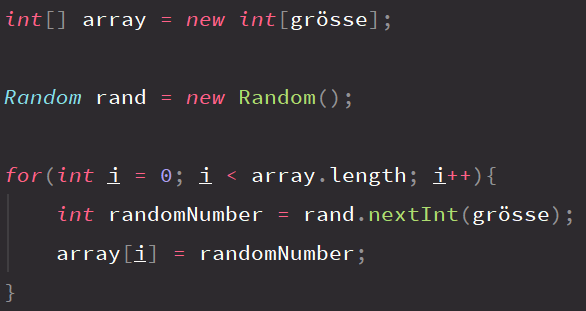 int[] array = new int[grösse];
Random rand = new Random();
for(int i = 0; i < array.length; i++){
int randomNumber = rand.nextInt(grösse);
array[i] = randomNumber;
}